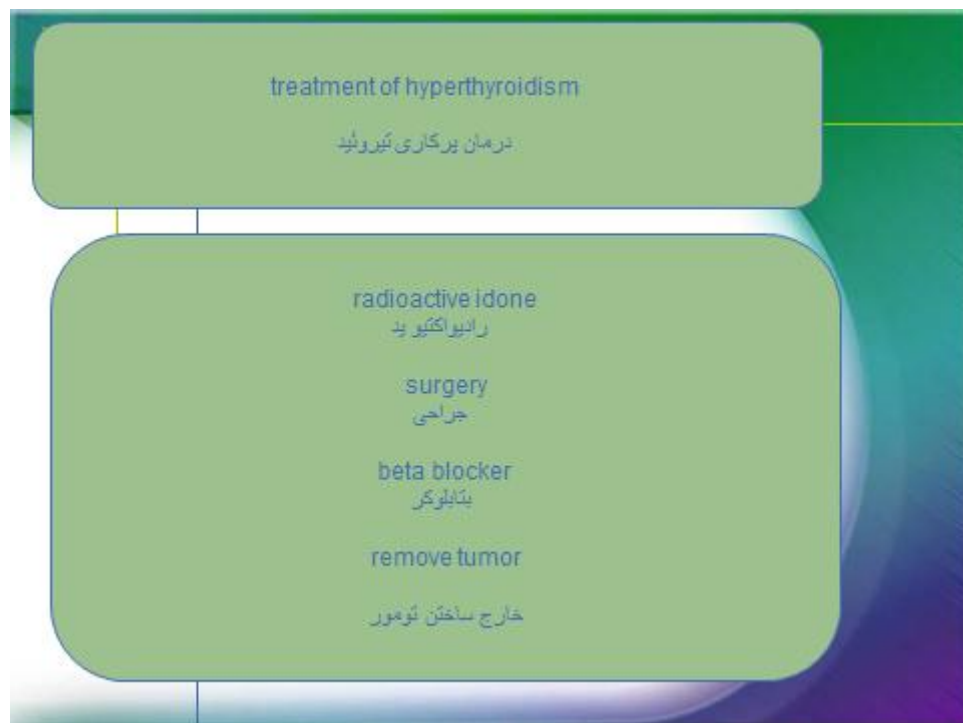 treatment of hyperthyroidism
درمان پرکاری تیروئید
radioactive idone
رادیواکتیو ید
surgery
جراحی
beta blocker
بتابلوکر
remove tumor
خارج ساختن تومور